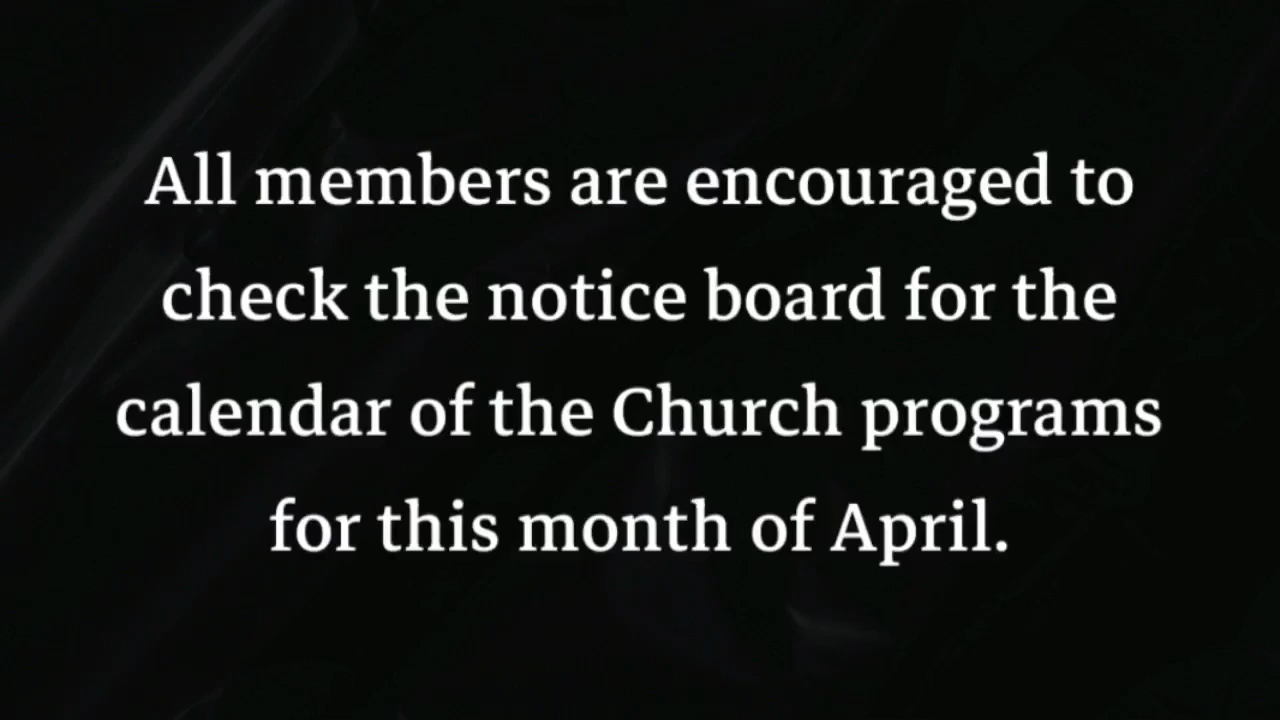 All members are encouraged to
check the notice board for the
calendar of the Church programs
for this month of April.